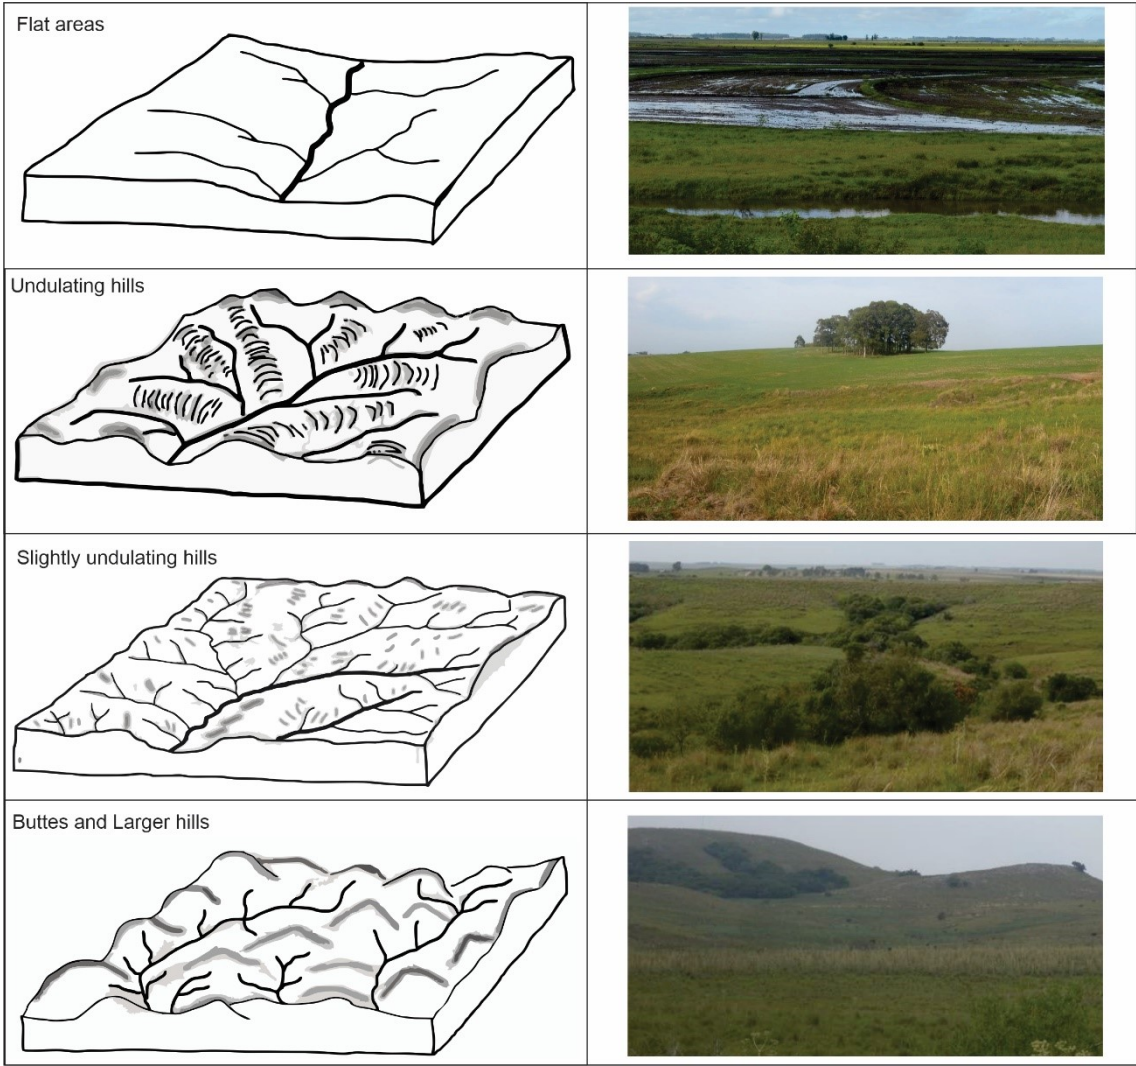 Flat areas
Undulating hills
Slightly undulating hills
Buttes and Larger hills